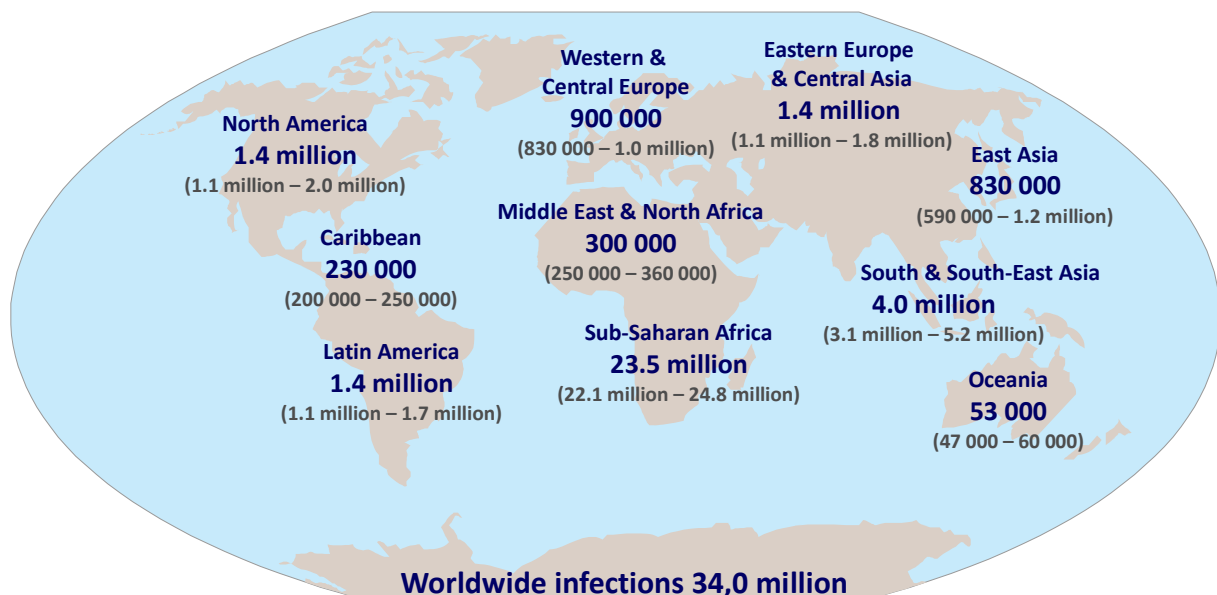 Western &
Central Europe
900 000
(830 000 – 1.0 million)
Eastern Europe
& Central Asia
1.4 million
(1.1 million – 1.8 million)
North America
1.4 million
(1.1 million – 2.0 million)
East Asia
830 000
(590 000 – 1.2 million)
Middle East & North Africa
300 000
(250 000 – 360 000)
Caribbean
230 000
(200 000 – 250 000)
South & South-East Asia
4.0 million
(3.1 million – 5.2 million)
Sub-Saharan Africa
23.5 million
(22.1 million – 24.8 million)
Latin America
1.4 million
(1.1 million – 1.7 million)
Oceania
53 000
(47 000 – 60 000)
Worldwide infections 34,0 million